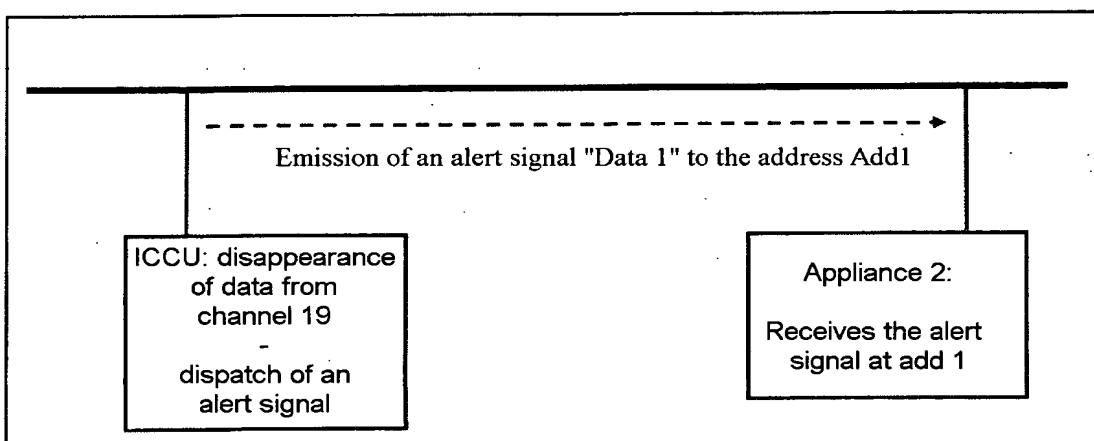 Emission of an alert signal "Data 1" to the address Add1
ICCU: disappearance
of data from
channel 19
-
dispatch of an
alert signal
Appliance 2:
Receives the alert
signal at add 1